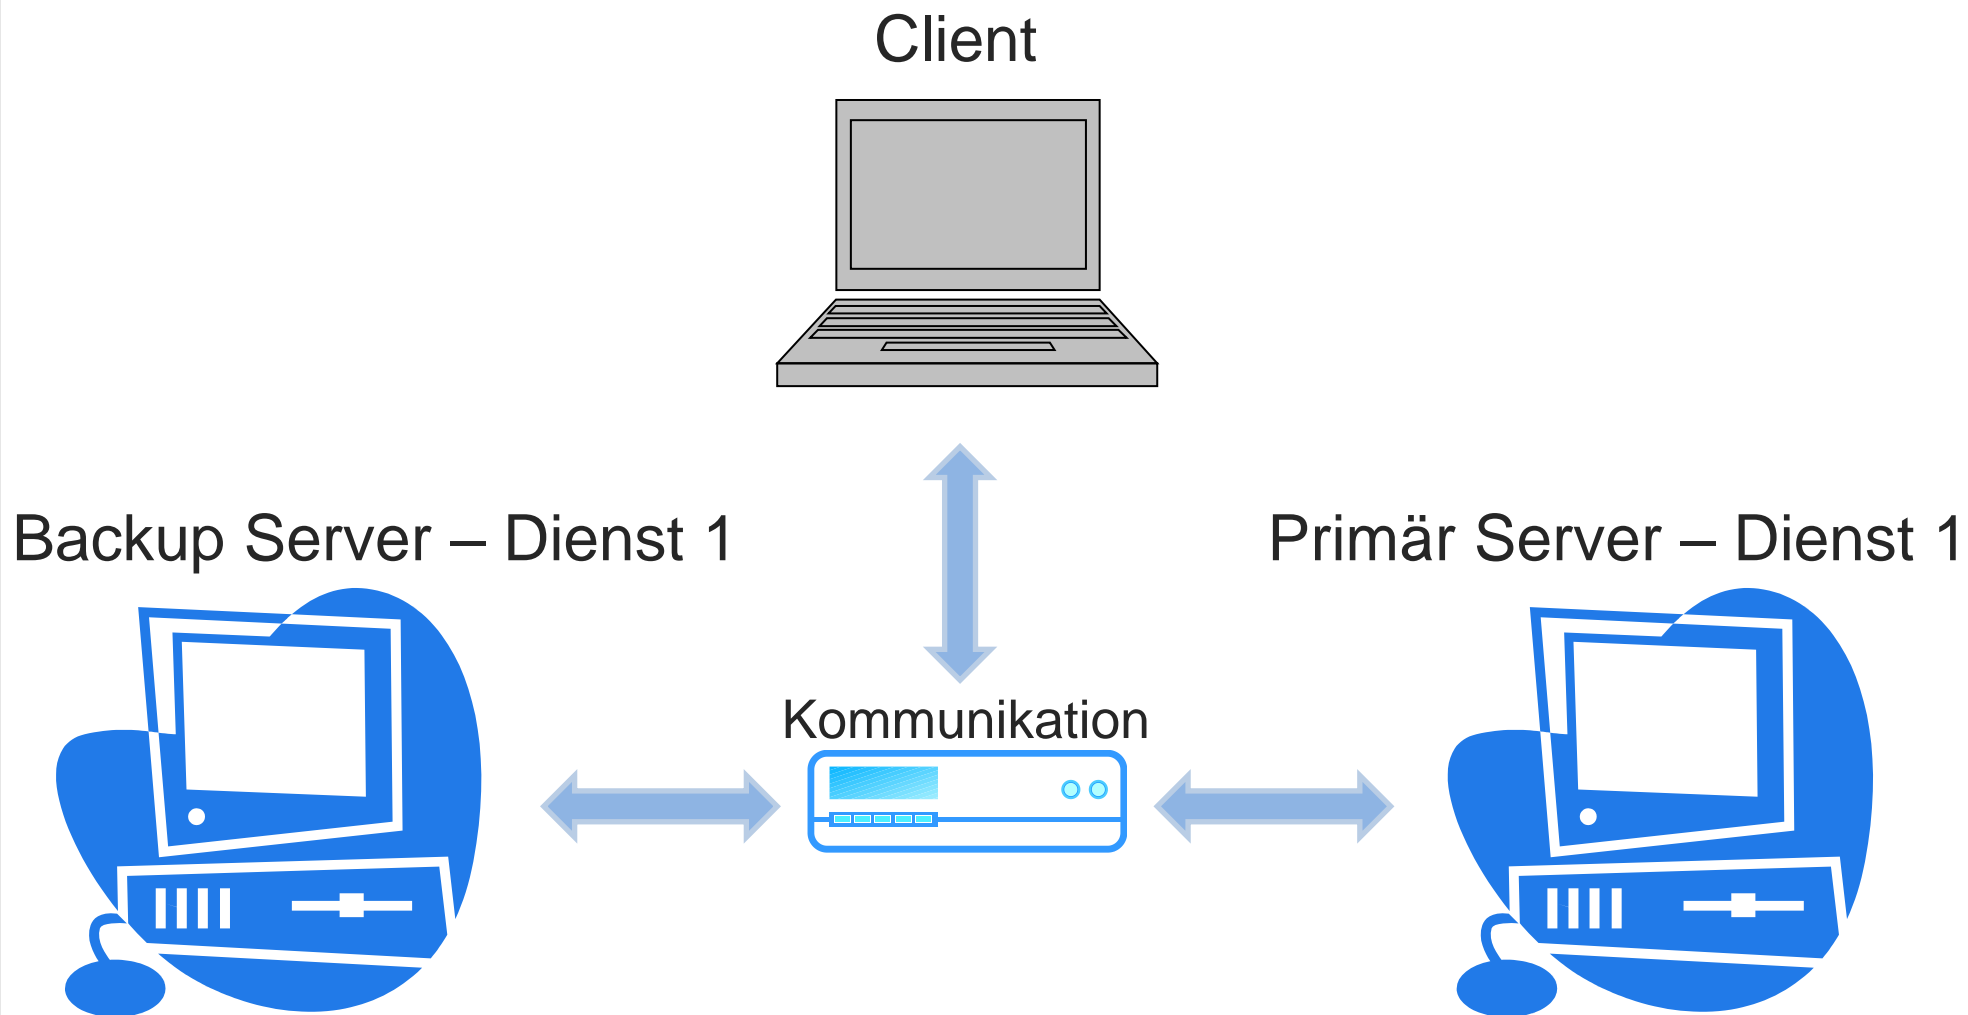 Client
Backup Server – Dienst 1
Primär Server – Dienst 1
Kommunikation